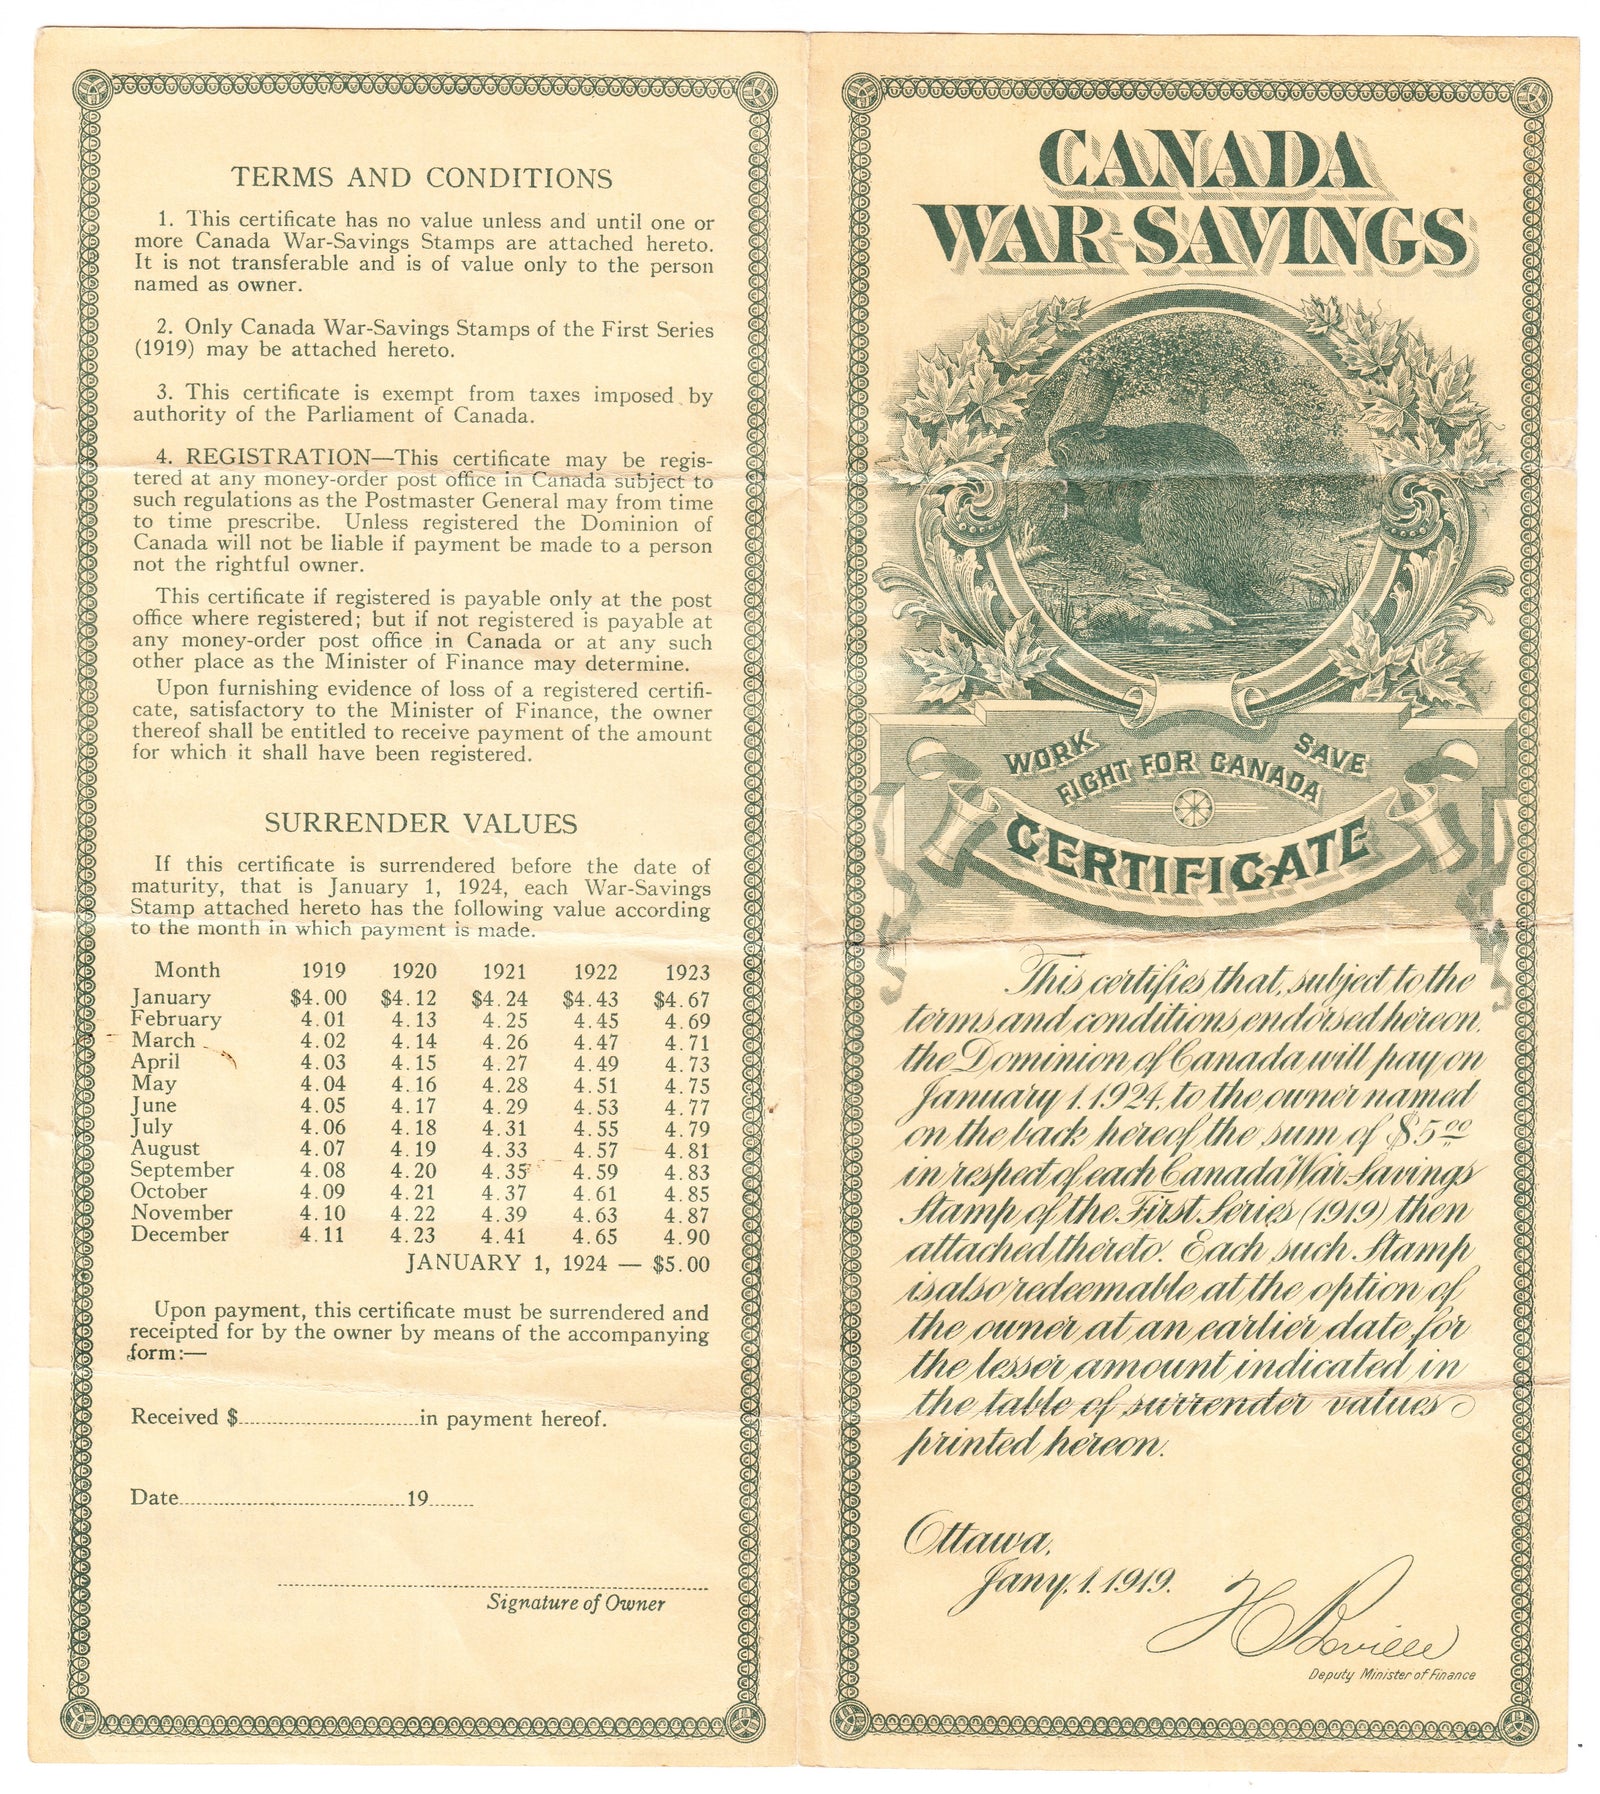 TERMS AND CONDITIONS
1. This certificate has no value unless and until one or
more Canada War-Savings Stamps are attached hereto.
It is not transferable and is of value only to the person
named as owner.
2. Only Canada War-Savings Stamps of the First Series
(1919) may be attached hereto.
3. This certificate is exempt from taxes imposed by
authority of the Parliament of Canada.
4. REGISTRATION—This certificate may be regis-
tered at any money-order post office in Canada subject to
such regulations as the Postmaster General may from time
to time prescribe. Unless registered the Dominion of
Canada will not be liable if payment be made to a person
not the rightful owner.
This certificate if registered is payable only at the post
office where registered; but if not registered is payable at
any money-order post office in Canada or at any such
other place as the Minister of Finance may determine.
Upon furnishing evidence of loss of a registered certifi-
cate, satisfactory to the Minister of Finance, the owner
thereof shall be entitled to receive payment of the amount
for which it shall have been registered.
SURRENDER VALUES
If this certificate is surrendered before the date of
maturity, that is January 1, 1924, each War-Savings
Stamp attached hereto has the following value according
to the month in which payment is made.
Month 1919 1920 1921 1922 1923
January $4.00 $4.12 $4.24 $4.43 $4.67
February 4.01 4.13 4.25 4.45 4.69
March 4.02 4.14 4.26 4.47 4.71
April 4.03 4.15 4.27 4.49 4.73
May 4.04 4.16 4.28 4.51 4.75
June 4.05 4.17 4.29 4.53 4.77
July 4.06 4.18 4.31 4.55 4.79
August 4.07 4.19 4.33 4.57 4.81
September 4.08 4.20 4.35 4.59 4.83
October 4.09 4.21 4.37 4.61 4.85
November 4.10 4.22 4.39 4.63 4.87
December 4.11 4.23 4.41 4.65 4.90
JANUARY 1, 1924 — $5.00
Upon payment, this certificate must be surrendered and
receipted for by the owner by means of the accompanying
form:—
Received $..............................in payment hereof.
Date......................................19........
Signature of Owner
CANADA
WAR-SAVINGS
WORK SAVE
FIGHT FOR CANADA
CERTIFICATE
This certifies that, subject to the
terms and conditions endorsed hereon,
the Dominion of Canada will pay on
January 1. 1924, to the owner named
on the back hereof the sum of $5.00
in respect of each Canada War-Savings
Stamp of the First Series (1919) then
attached thereto. Each such Stamp
is also redeemable at the option of
the owner at an earlier date for
the lesser amount indicated in
the table of surrender values
printed hereon.
Ottawa,
Jany. 1. 1919.
Deputy Minister of Finance